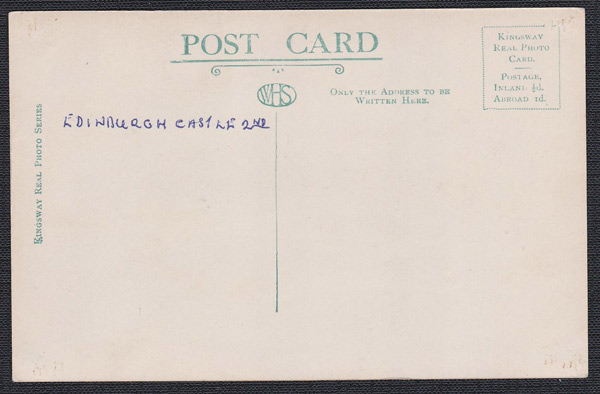 POST CARD
WHS
ONLY THE ADDRESS TO BE
WRITTEN HERE.
KINGSWAY
REAL PHOTO
CARD.
POSTAGE,
INLAND ½d.
ABROAD 1d.
EDINBURGH CASTLE
KINGSWAY REAL PHOTO SERIES